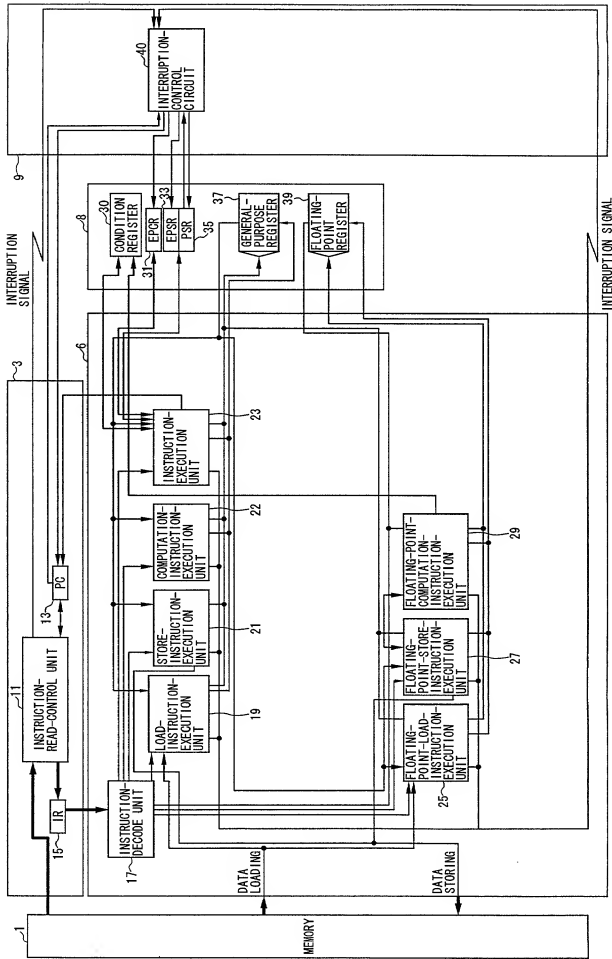 1
MEMORY
3
11
INSTRUCTION-
READ-CONTROL UNIT
13
PC
15
IR
INTERRUPTION
SIGNAL
9
40
INTERRUPTION-
CONTROL
CIRCUIT
6
17
INSTRUCTION-
DECODE UNIT
LOAD-
INSTRUCTION-
EXECUTION
UNIT
19
STORE-
INSTRUCTION-
EXECUTION
UNIT
21
COMPUTATION-
INSTRUCTION-
EXECUTION
UNIT
22
INSTRUCTION-
EXECUTION
UNIT
23
8
30
CONDITION
REGISTER
31
EPCR
33
EPSR
PSR
35
37
GENERAL-
PURPOSE
REGISTER
39
FLOATING-
POINT
REGISTER
DATA
LOADING
DATA
STORING
FLOATING-
POINT-LOAD-
INSTRUCTION-
EXECUTION
UNIT
25
FLOATING-
POINT-STORE-
INSTRUCTION-
EXECUTION
UNIT
27
FLOATING-POINT-
COMPUTATION-
INSTRUCTION-
EXECUTION
UNIT
29
INTERRUPTION SIGNAL